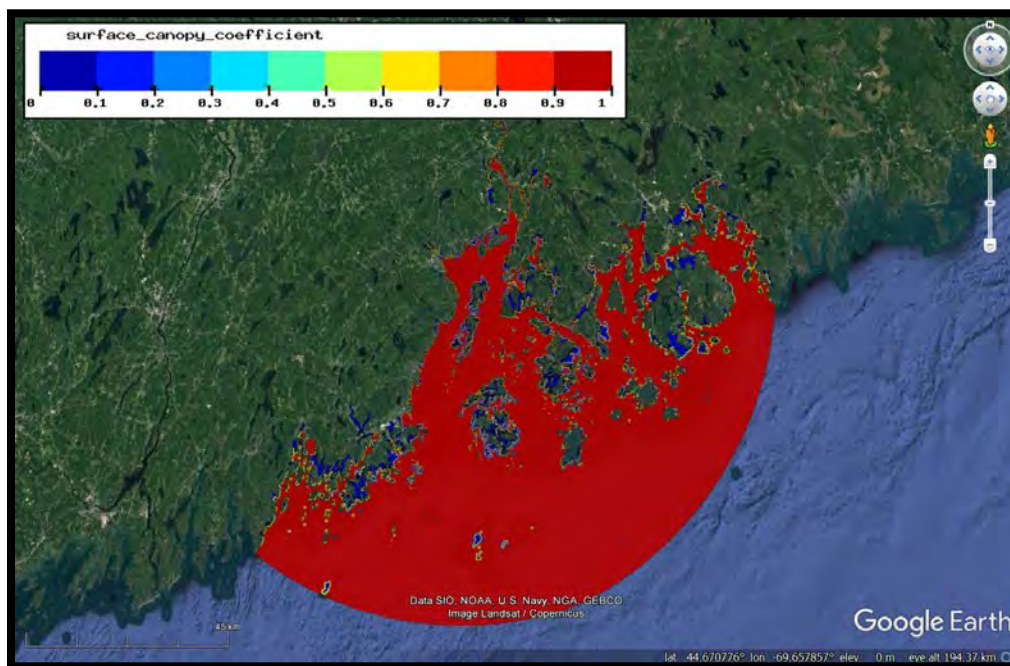 surface_canopy_coefficient
0 0.1 0.2 0.3 0.4 0.5 0.6 0.7 0.8 0.9 1
N
Data SIO, NOAA, U.S. Navy, NGA, GEBCO
Image Landsat / Copernicus
45 km
Google Earth
lat 44.670776° lon -69.657857° elev 0 m eye alt 194.37 km